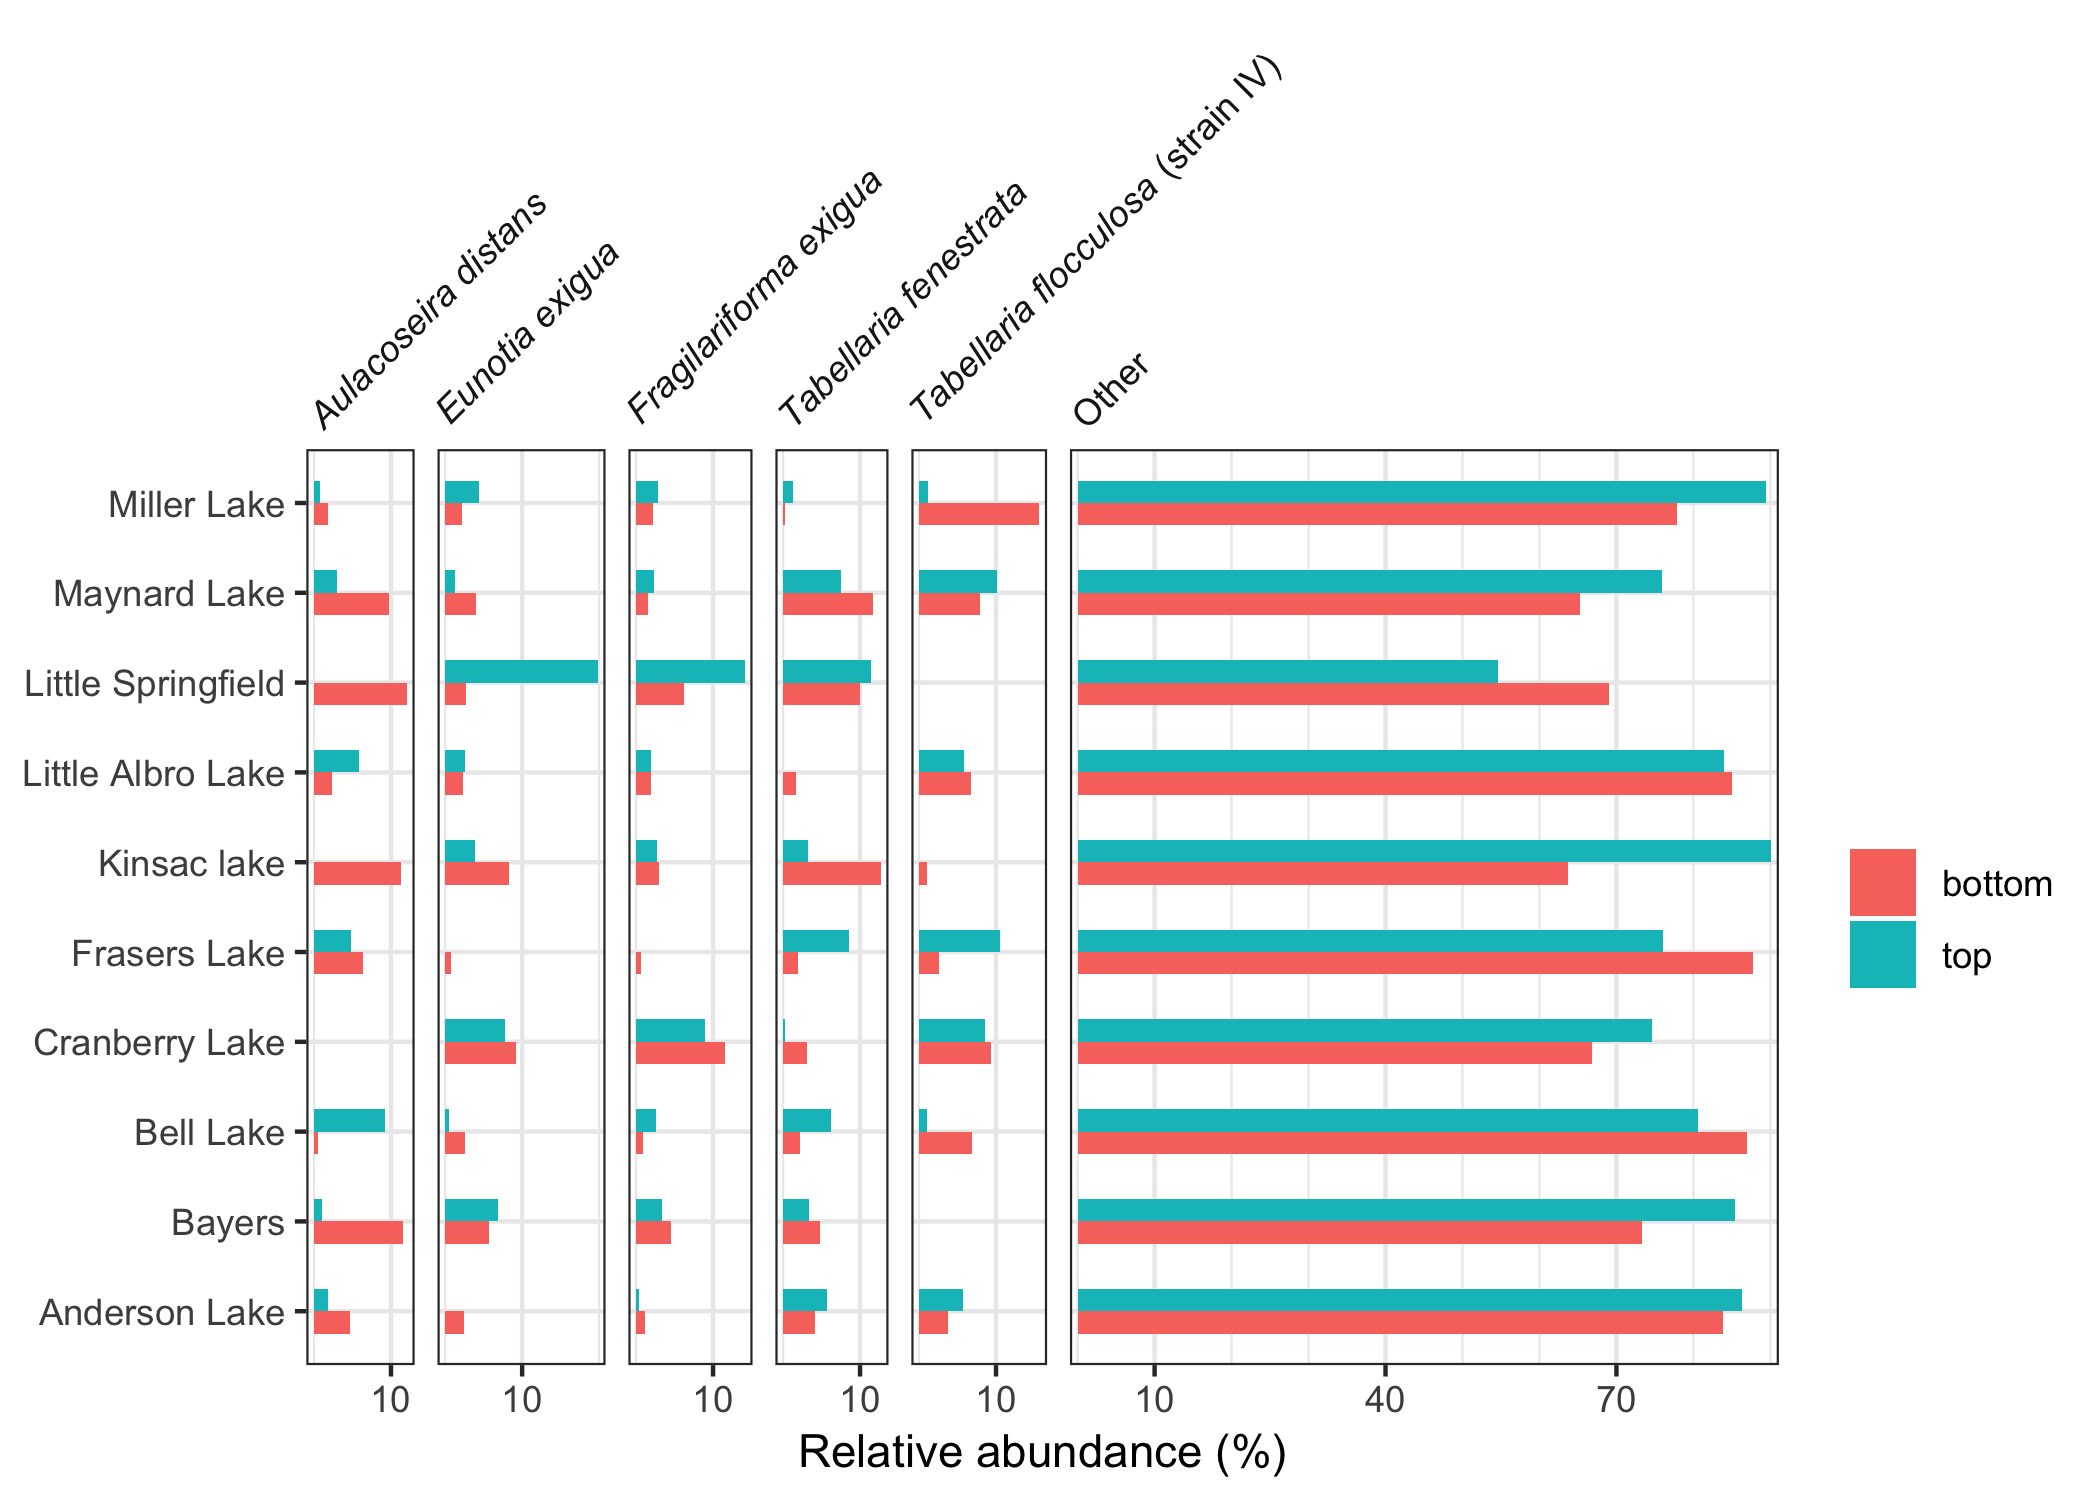 Aulacoseira distans
Eunotia exigua
Fragilariforma exigua
Tabellaria fenestrata
Tabellaria flocculosa (strain IV)
Other
Miller Lake
Maynard Lake
Little Springfield
Little Albro Lake
Kinsac lake
Frasers Lake
Cranberry Lake
Bell Lake
Bayers
Anderson Lake
10 10 10 10 10 10 40 70
Relative abundance (%)
bottom
top